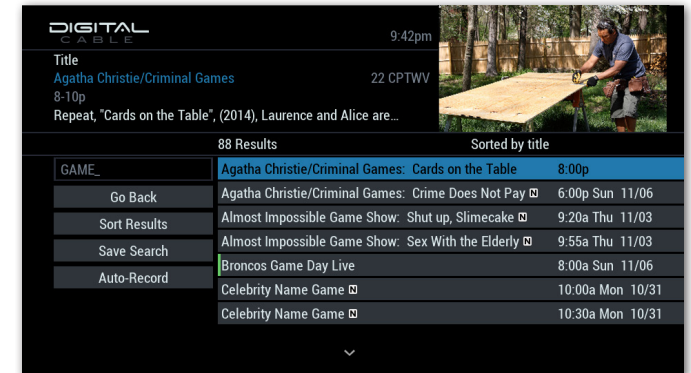 DIGITAL
CABLE
9:42pm
Title
Agatha Christie/Criminal Games 22 CPTWV
8-10p
Repeat, "Cards on the Table", (2014), Laurence and Alice are...
88 Results Sorted by title
GAME_
Go Back
Sort Results
Save Search
Auto-Record
Agatha Christie/Criminal Games: Cards on the Table 8:00p
Agatha Christie/Criminal Games: Crime Does Not Pay N 6:00p Sun 11/06
Almost Impossible Game Show: Shut up, Slimecake N 9:20a Thu 11/03
Almost Impossible Game Show: Sex With the Elderly N 9:55a Thu 11/03
Broncos Game Day Live 8:00a Sun 11/06
Celebrity Name Game N 10:00a Mon 10/31
Celebrity Name Game N 10:30a Mon 10/31